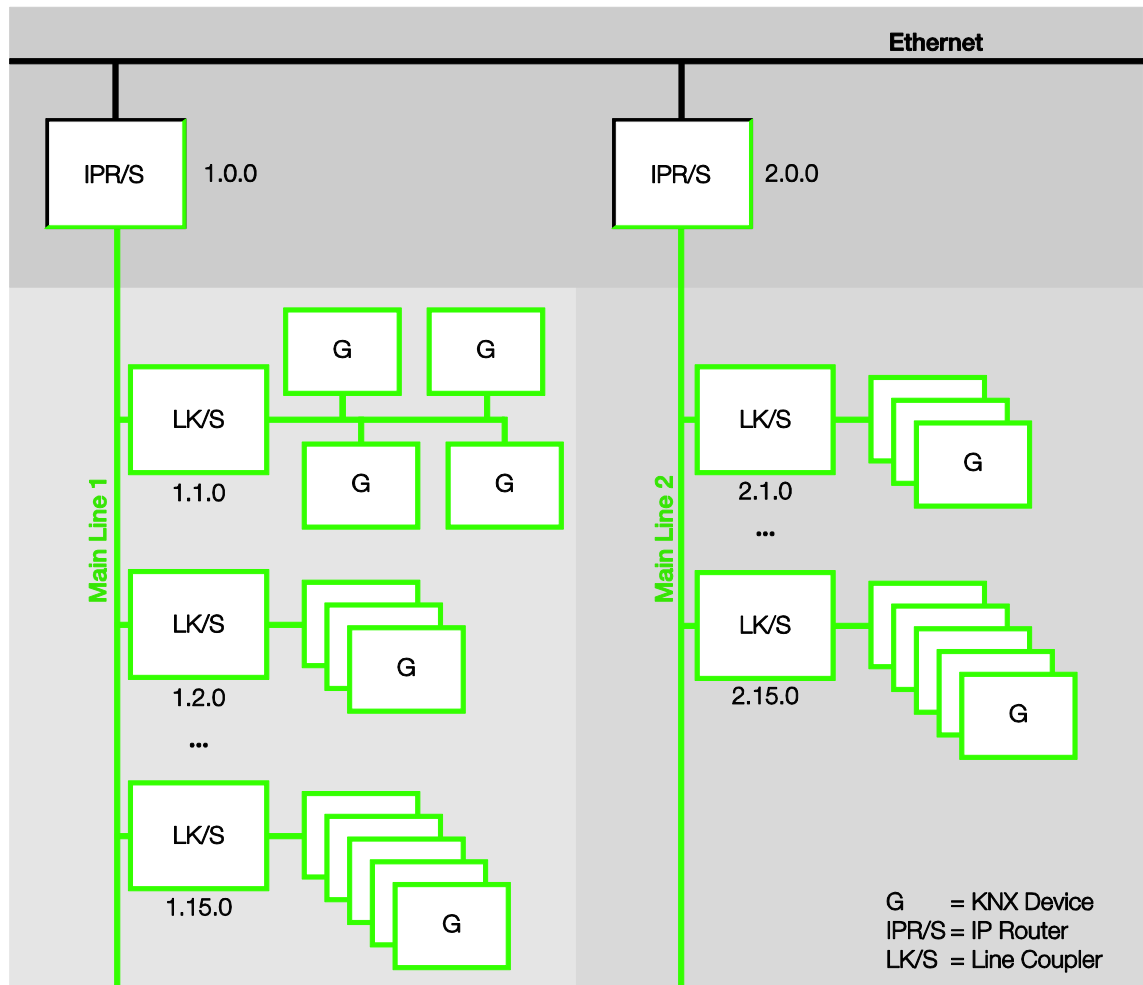 Ethernet
IPR/S
1.0.0
IPR/S
2.0.0
Main Line 1
LK/S
1.1.0
G
G
G
G
LK/S
1.2.0
G
...
LK/S
1.15.0
G
Main Line 2
LK/S
2.1.0
G
...
LK/S
2.15.0
G
G = KNX Device
IPR/S = IP Router
LK/S = Line Coupler